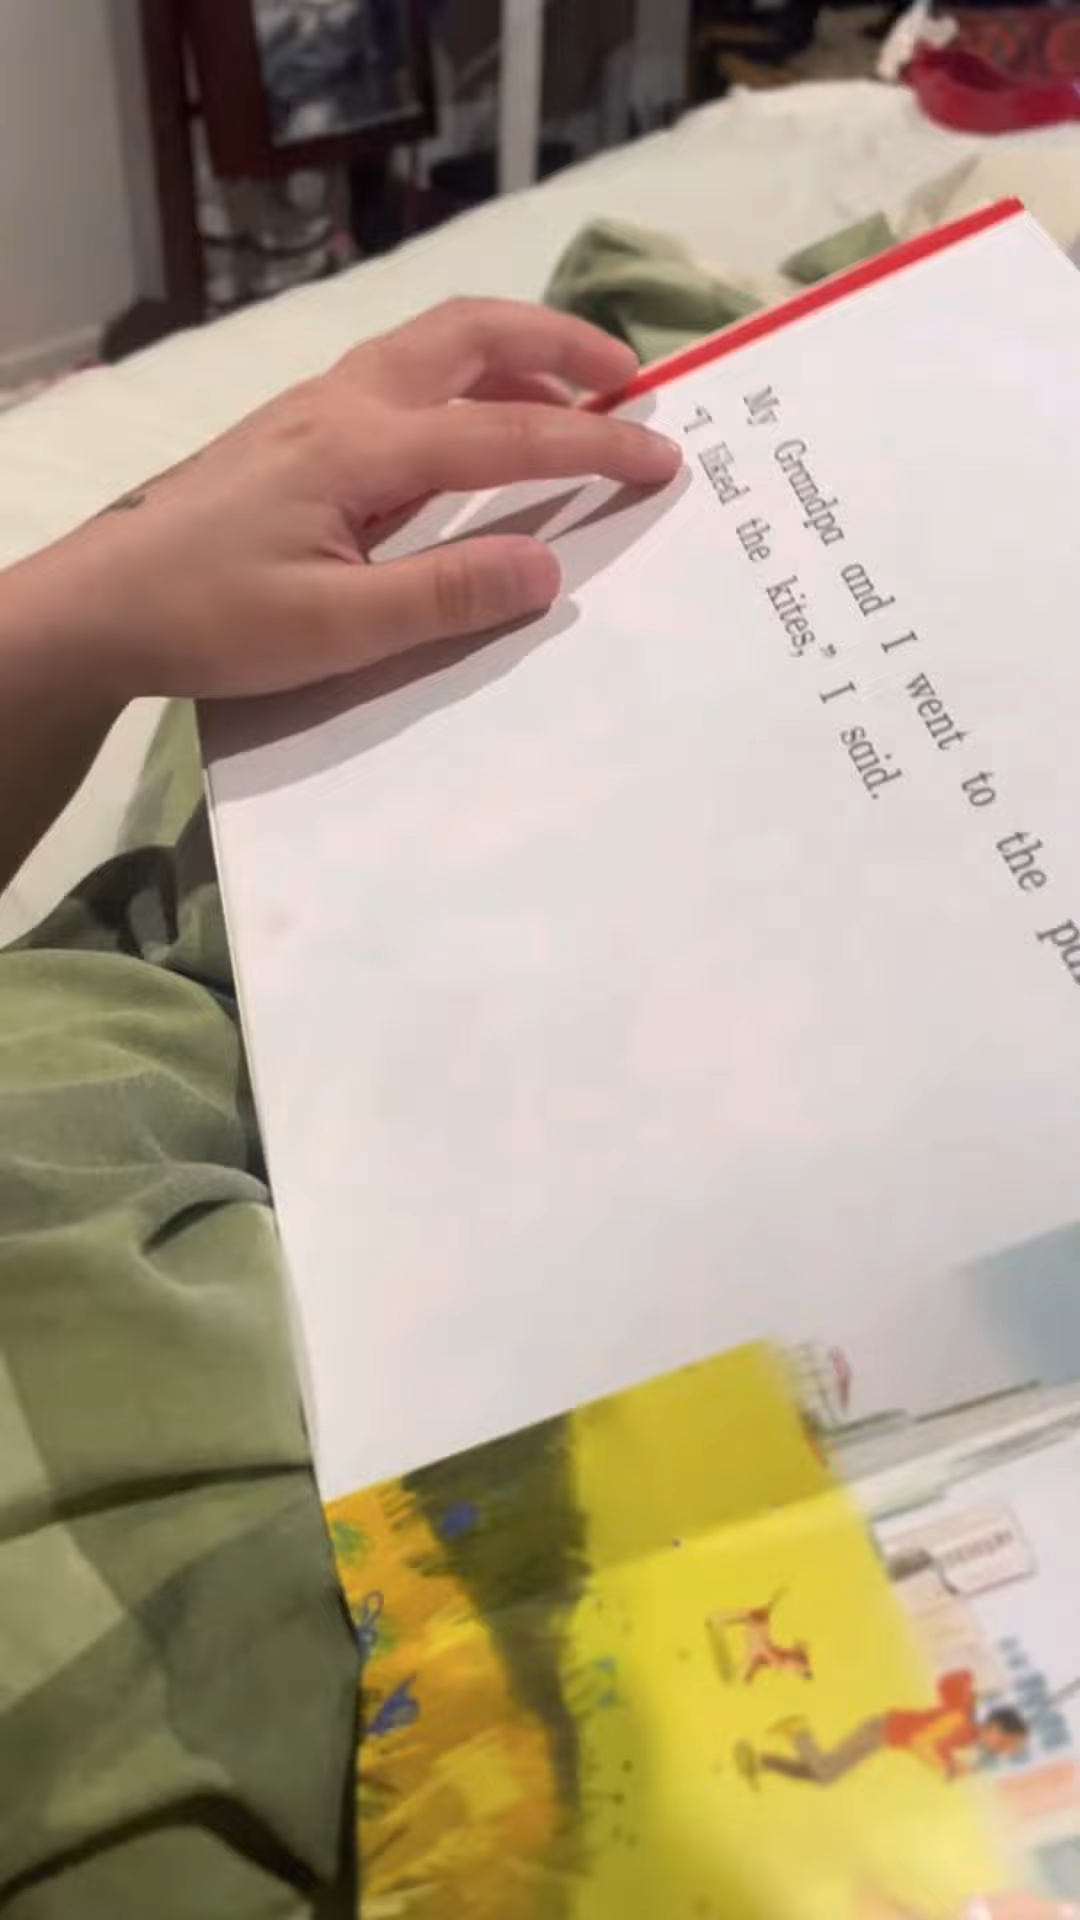 My Grandpa and I went to the
"I liked the kites," I said.